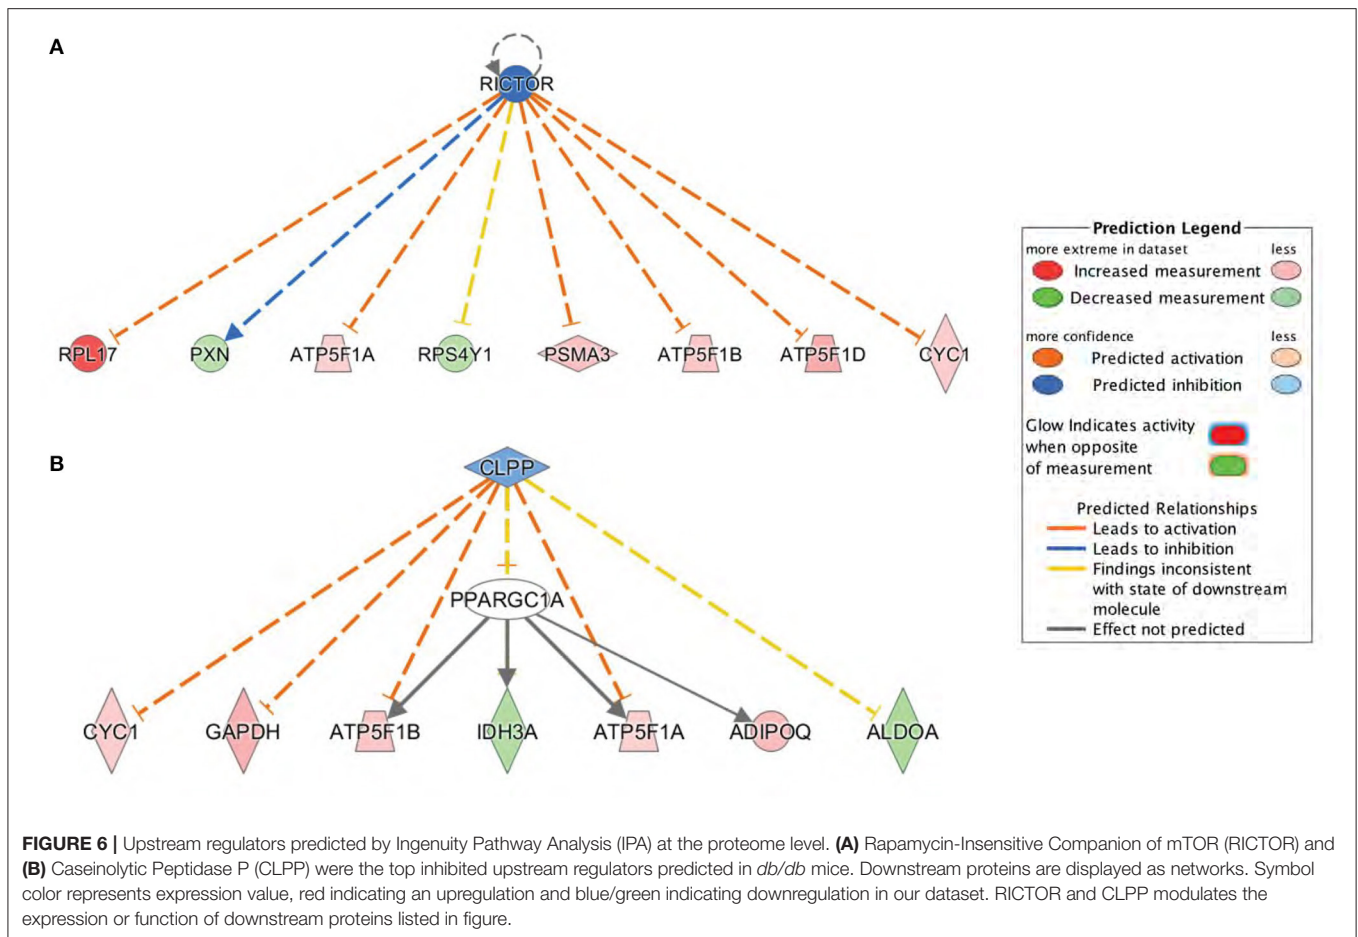 A
RICTOR
RPL17 PXN ATP5F1A RPS4Y1 PSMA3 ATP5F1B ATP5F1D CYC1
B
CLPP
PPARGC1A
CYC1 GAPDH ATP5F1B IDH3A ATP5F1A ADIPOQ ALDOA
Prediction Legend
more extreme in dataset less
Increased measurement
Decreased measurement
more confidence less
Predicted activation
Predicted inhibition
Glow Indicates activity
when opposite
of measurement
Predicted Relationships
Leads to activation
Leads to inhibition
Findings inconsistent
with state of downstream
molecule
Effect not predicted
FIGURE 6 | Upstream regulators predicted by Ingenuity Pathway Analysis (IPA) at the proteome level. (A) Rapamycin-Insensitive Companion of mTOR (RICTOR) and
(B) Caseinolytic Peptidase P (CLPP) were the top inhibited upstream regulators predicted in db/db mice. Downstream proteins are displayed as networks. Symbol
color represents expression value, red indicating an upregulation and blue/green indicating downregulation in our dataset. RICTOR and CLPP modulates the
expression or function of downstream proteins listed in figure.